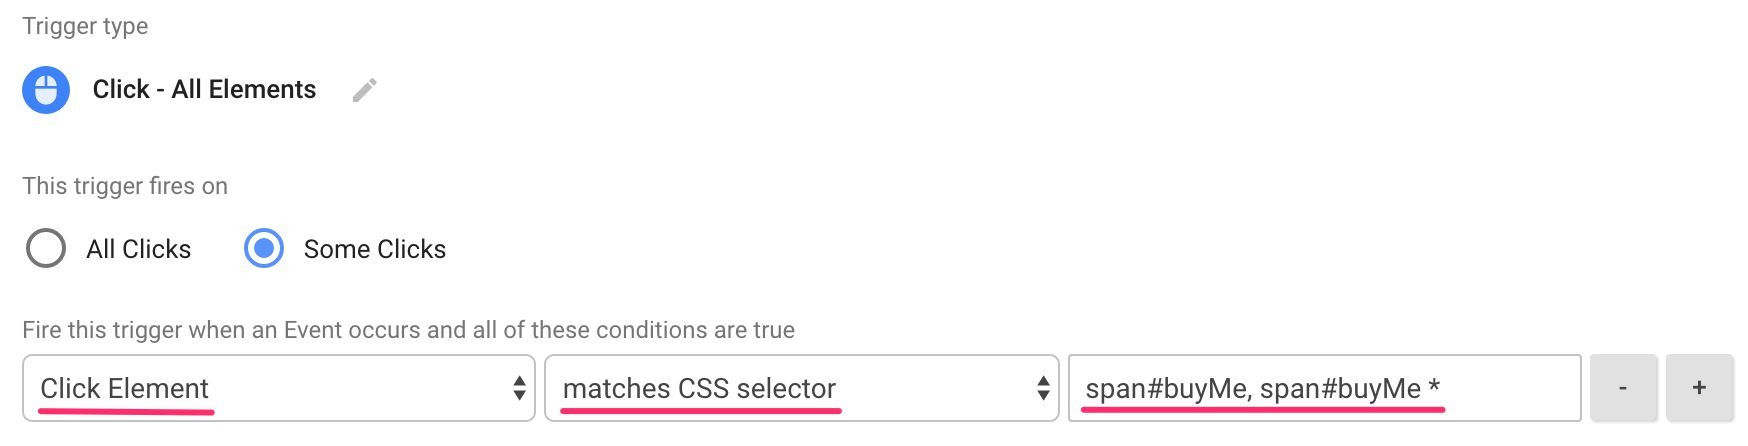 Trigger type
Click - All Elements
This trigger fires on
All Clicks Some Clicks
Fire this trigger when an Event occurs and all of these conditions are true
Click Element matches CSS selector span#buyMe, span#buyMe * - +